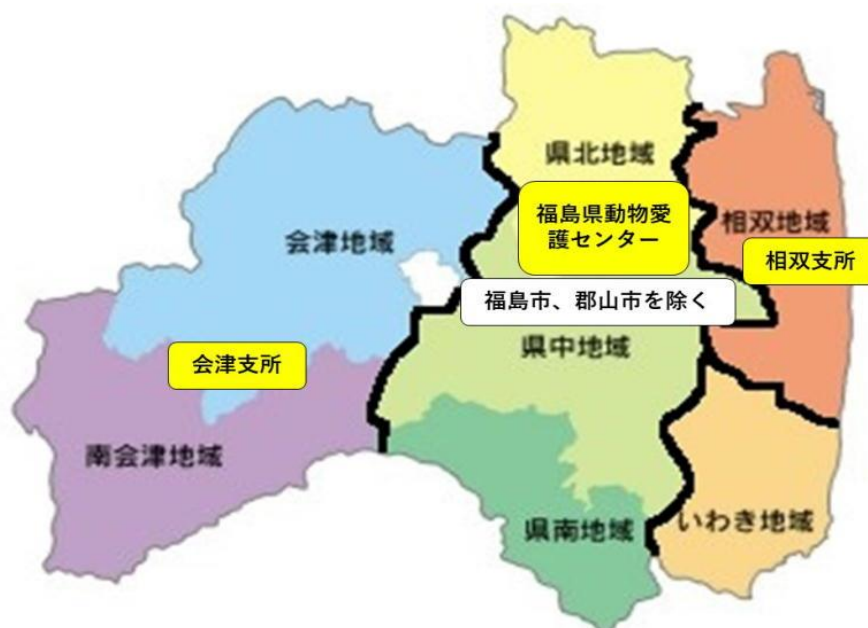 県北地域
福島県動物愛
護センター
相双地域
会津地域
相双支所
福島市、郡山市を除く
県中地域
会津支所
南会津地域
県南地域
いわき地域